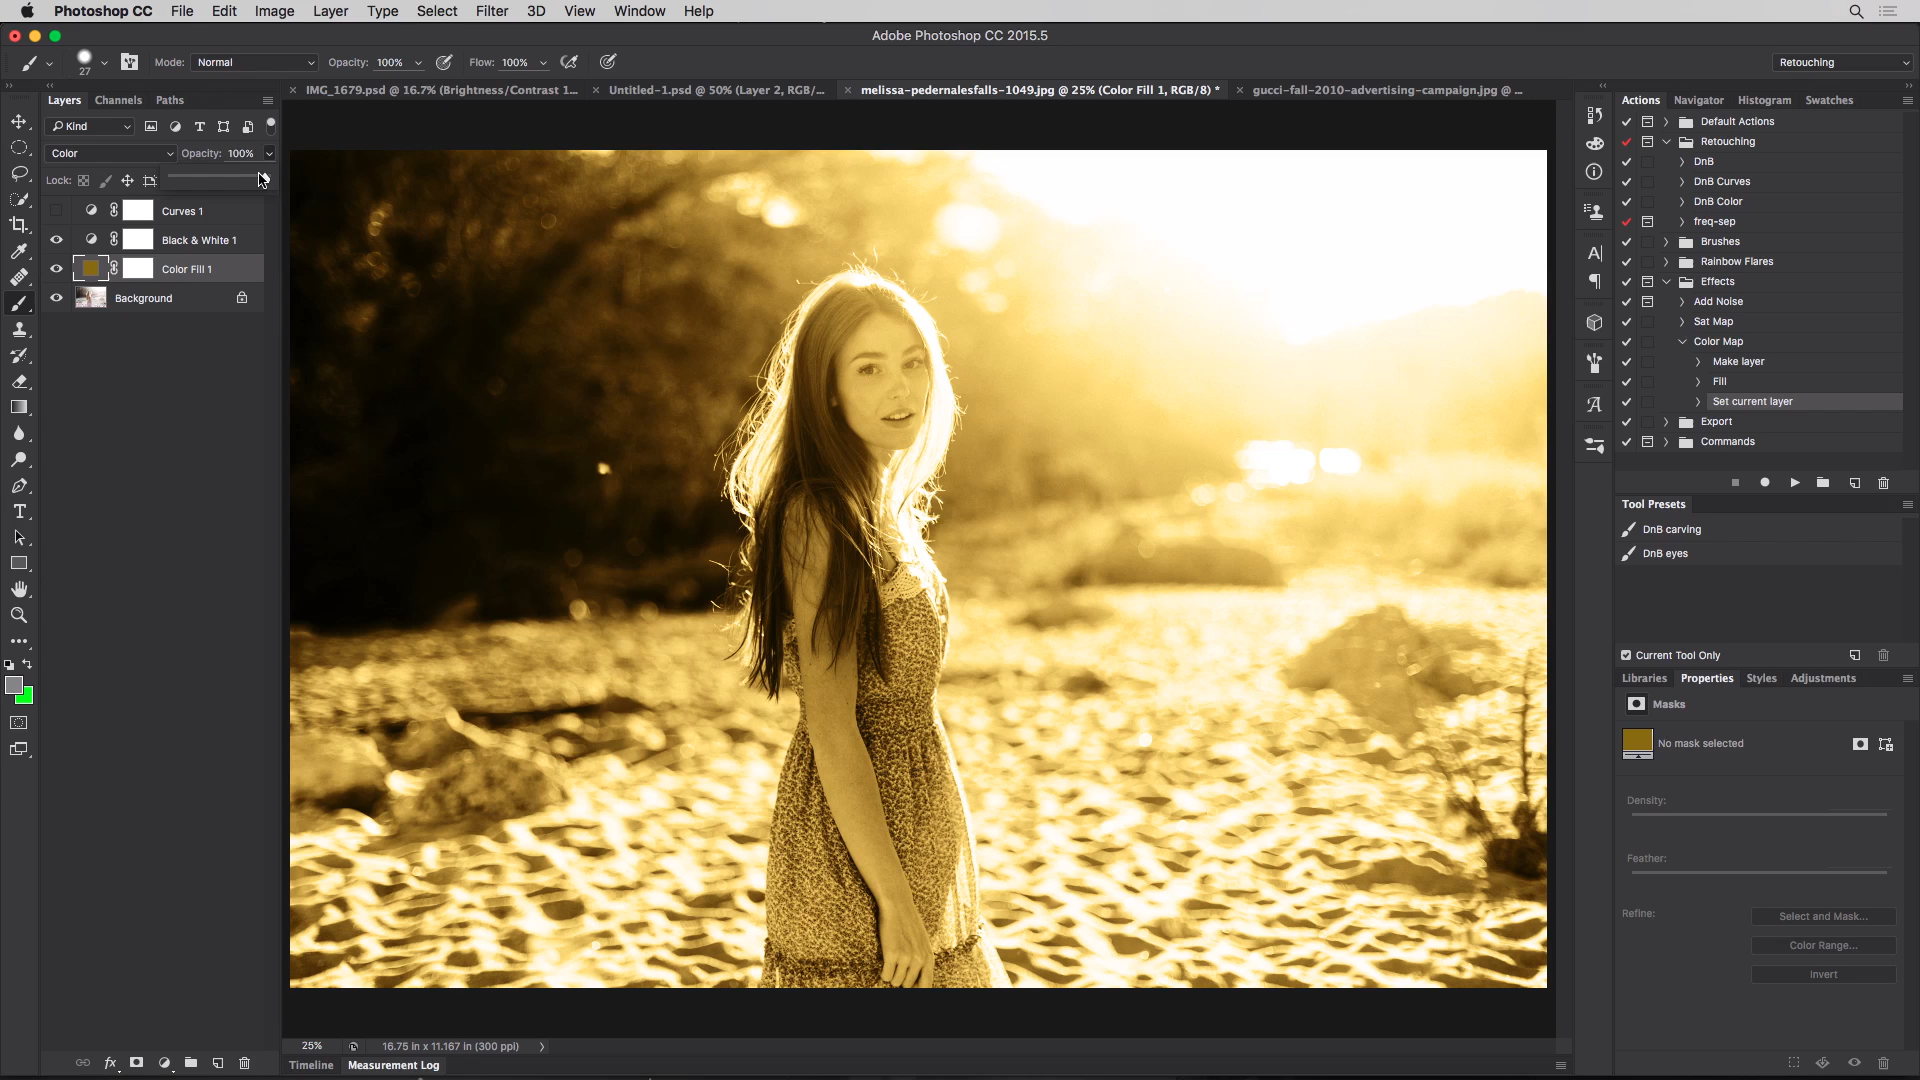 Photoshop CC File Edit Image Layer Type Select Filter 3D View Window Help
Adobe Photoshop CC 2015.5
27 Mode: Normal Opacity: 100% Flow: 100% Retouching
Layers Channels Paths
IMG_1679.psd @ 16.7% (Brightness/Contrast 1... Untitled-1.psd @ 50% (Layer 2, RGB/... melissa-pedernalesfalls-1049.jpg @ 25% (Color Fill 1, RGB/8) * gucci-fall-2010-advertising-campaign.jpg @ ...
Kind
Color Opacity: 100%
Lock:
Curves 1
Black & White 1
Color Fill 1
Background
Actions Navigator Histogram Swatches
Default Actions
Retouching
DnB
DnB Curves
DnB Color
freq-sep
Brushes
Rainbow Flares
Effects
Add Noise
Sat Map
Color Map
Make layer
Fill
Set current layer
Export
Commands
Tool Presets
DnB carving
DnB eyes
Current Tool Only
Libraries Properties Styles Adjustments
Masks
No mask selected
Density:
Feather:
Refine: Select and Mask...
Color Range...
Invert
25% 16.75 in x 11.167 in (300 ppi)
Timeline Measurement Log